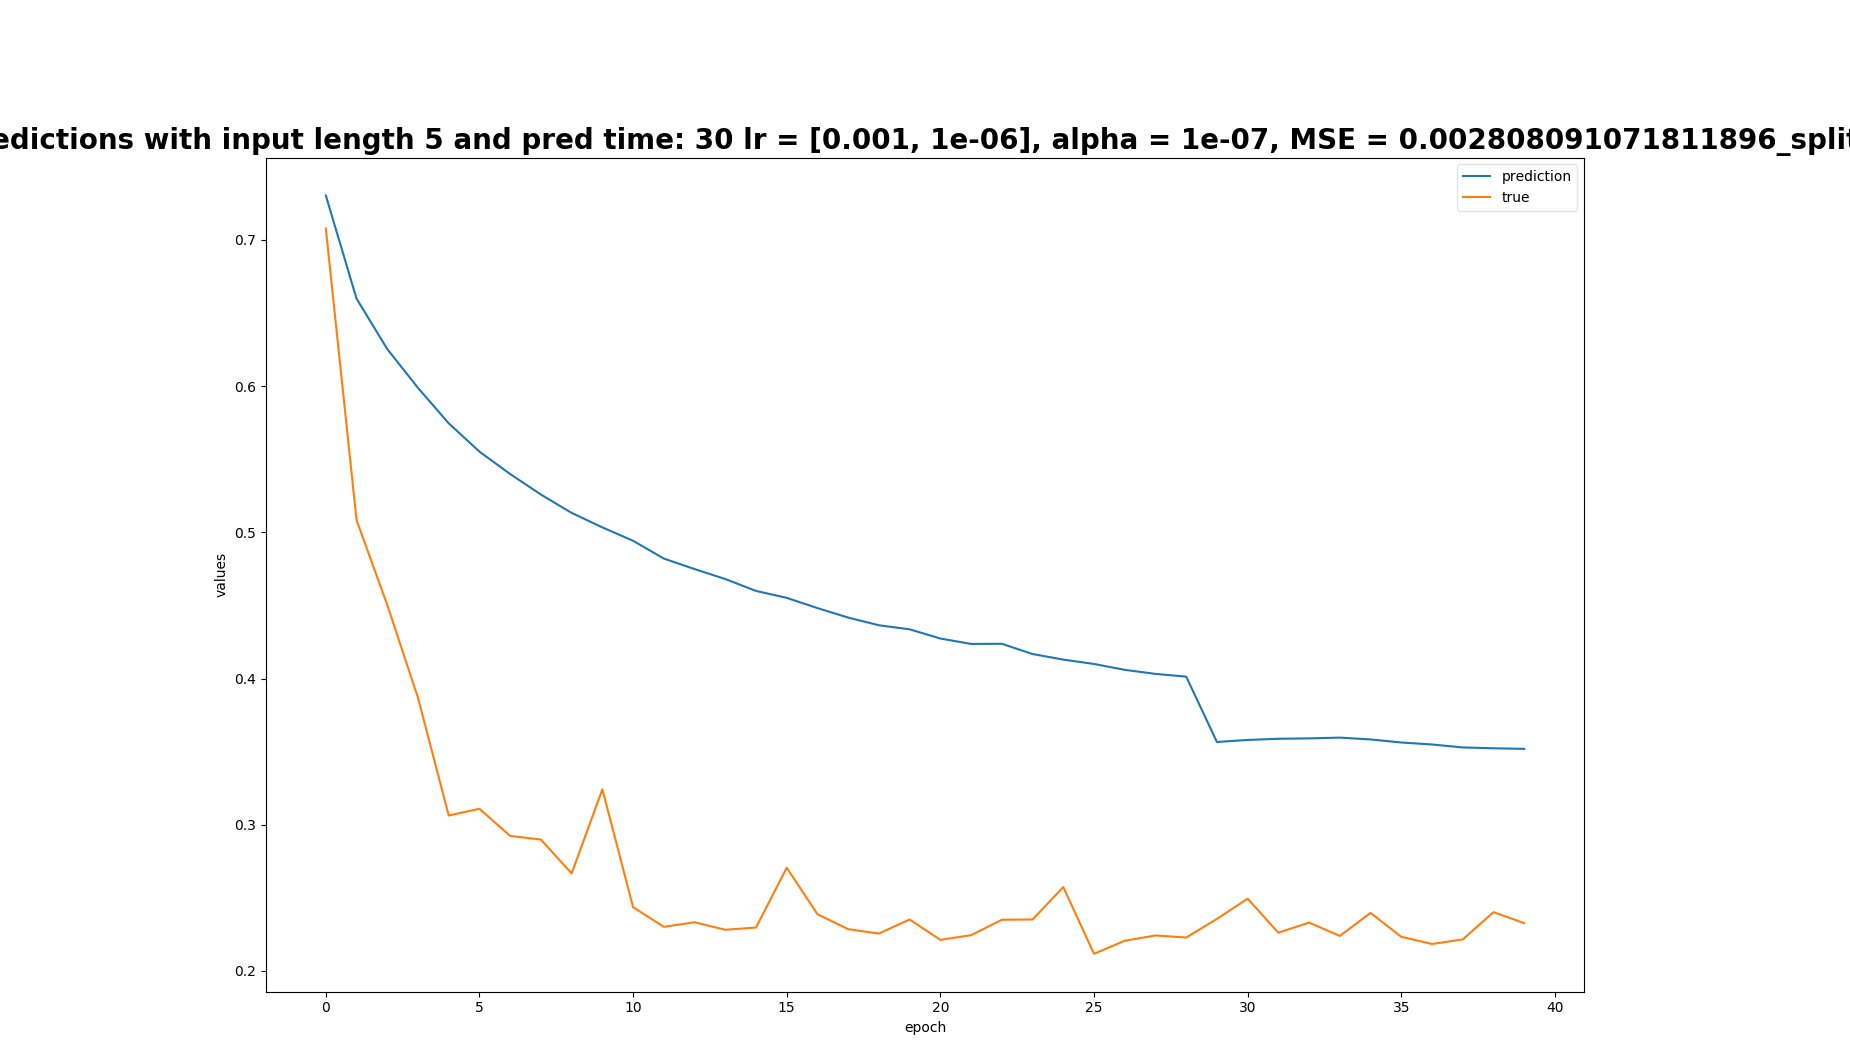 edictions with input length 5 and pred time: 30 lr = [0.001, 1e-06], alpha = 1e-07, MSE = 0.002808091071811896_split
prediction
true
0.7
0.6
0.5
0.4
0.3
0.2
values
0 5 10 15 20 25 30 35 40
epoch